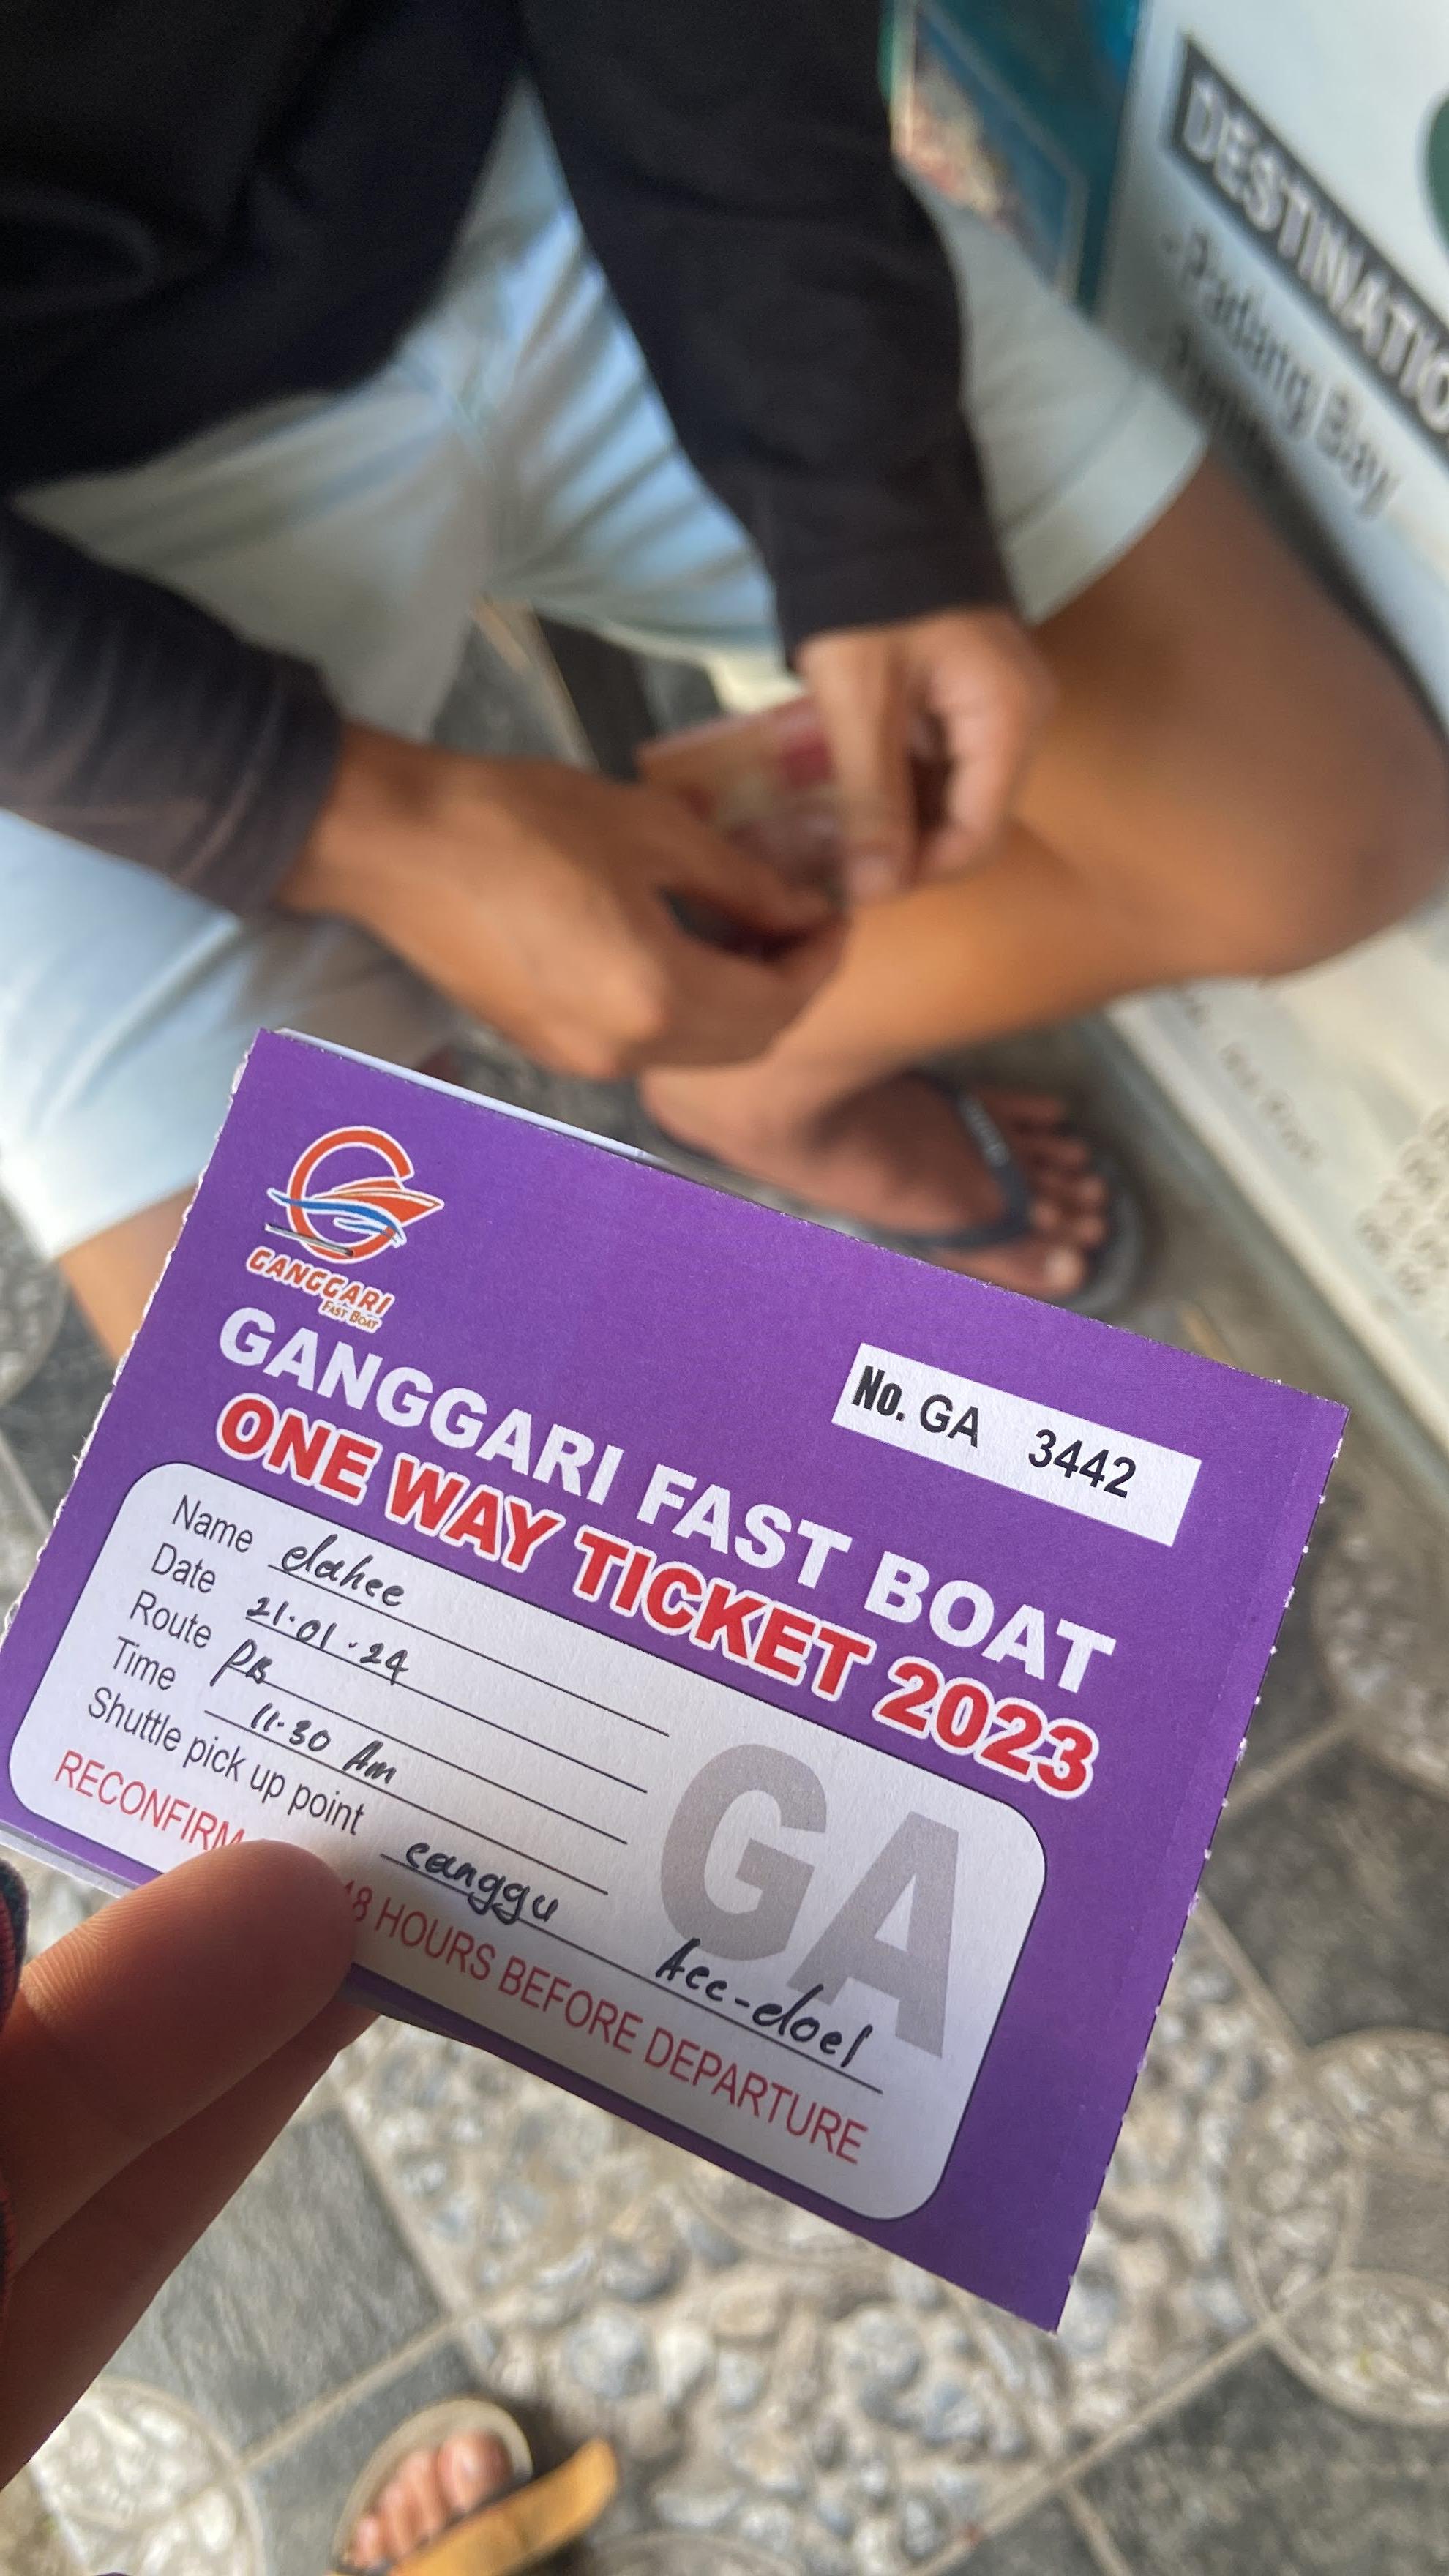 DESTINATIO
- Padang Bay
GANGGARI
FAST BOAT
No. GA 3442
GANGGARI FAST BOAT
ONE WAY TICKET 2023
Name elahee
Date 21.01.24
Route PB
Time 11.30 Am
Shuttle pick up point canggu Acc-doel
RECONFIRM 48 HOURS BEFORE DEPARTURE
GA